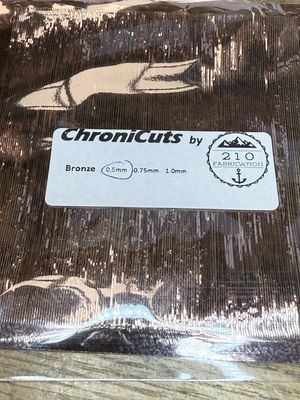 ChroniCuts by
210
FABRICATION
Bronze 0.5mm 0.75mm 1.0mm